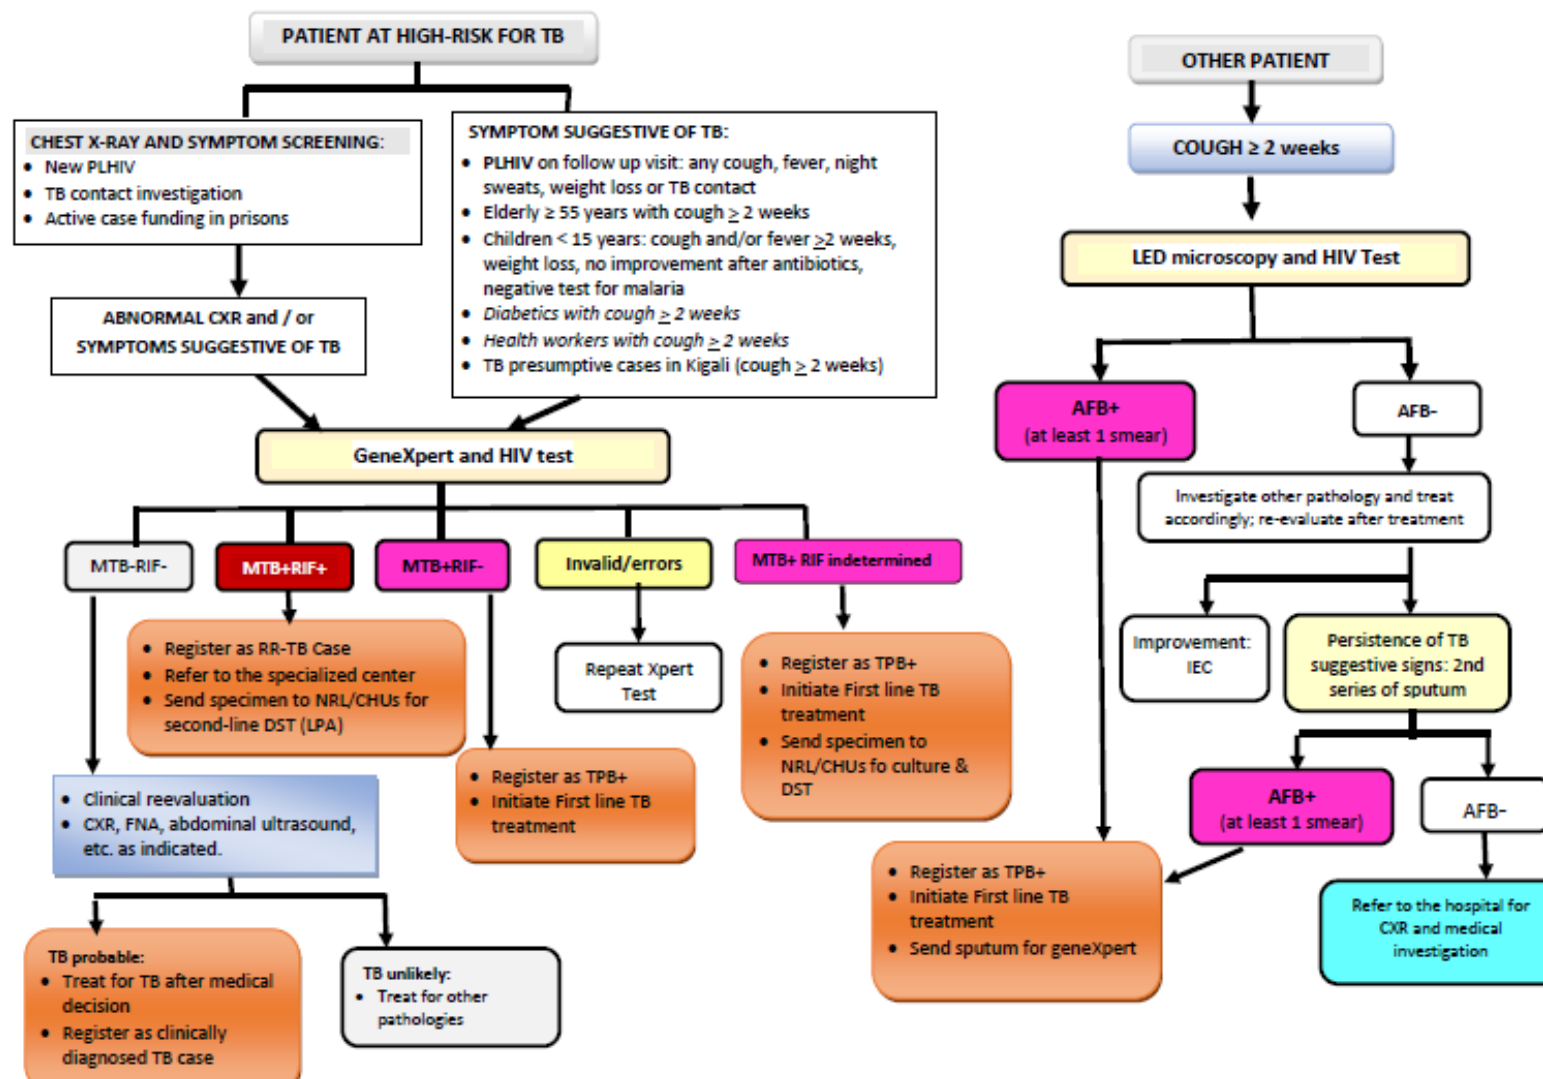 PATIENT AT HIGH-RISK FOR TB
CHEST X-RAY AND SYMPTOM SCREENING:
• New PLHIV
• TB contact investigation
• Active case funding in prisons
SYMPTOM SUGGESTIVE OF TB:
• PLHIV on follow up visit: any cough, fever, night
sweats, weight loss or TB contact
• Elderly ≥ 55 years with cough ≥ 2 weeks
• Children < 15 years: cough and/or fever ≥2 weeks,
weight loss, no improvement after antibiotics,
negative test for malaria
• Diabetics with cough ≥ 2 weeks
• Health workers with cough ≥ 2 weeks
• TB presumptive cases in Kigali (cough ≥ 2 weeks)
ABNORMAL CXR and / or
SYMPTOMS SUGGESTIVE OF TB
GeneXpert and HIV test
MTB-RIF-
MTB+RIF+
MTB+RIF-
Invalid/errors
MTB+ RIF indetermined
• Register as RR-TB Case
• Refer to the specialized center
• Send specimen to NRL/CHUs for
second-line DST (LPA)
Repeat Xpert
Test
• Register as TPB+
• Initiate First line TB
treatment
• Send specimen to
NRL/CHUs fo culture &
DST
• Register as TPB+
• Initiate First line TB
treatment
• Clinical reevaluation
• CXR, FNA, abdominal ultrasound,
etc. as indicated.
TB probable:
• Treat for TB after medical
decision
• Register as clinically
diagnosed TB case
TB unlikely:
• Treat for other
pathologies
OTHER PATIENT
COUGH ≥ 2 weeks
LED microscopy and HIV Test
AFB+
(at least 1 smear)
AFB-
Investigate other pathology and treat
accordingly; re-evaluate after treatment
Improvement:
IEC
Persistence of TB
suggestive signs: 2nd
series of sputum
AFB+
(at least 1 smear)
AFB-
• Register as TPB+
• Initiate First line TB
treatment
• Send sputum for geneXpert
Refer to the hospital for
CXR and medical
investigation